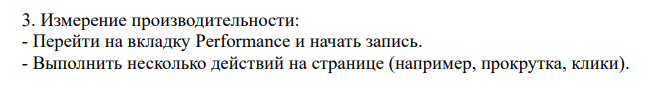 3. Измерение производительности:
- Перейти на вкладку Performance и начать запись.
- Выполнить несколько действий на странице (например, прокрутка, клики).